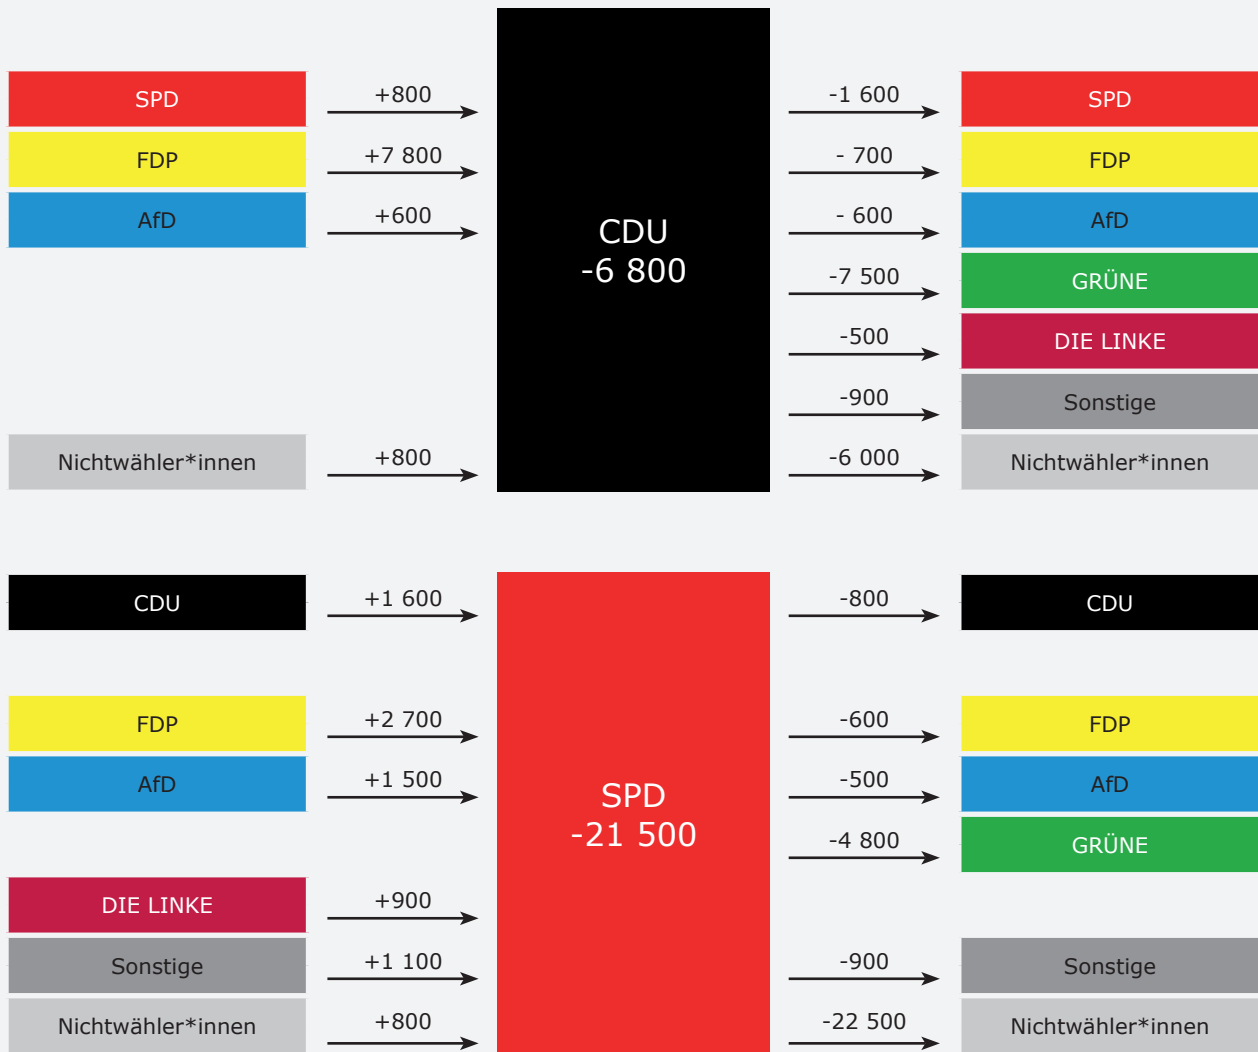 SPD +800 -1 600 SPD
FDP +7 800 - 700 FDP
AfD +600 - 600 AfD
CDU
-6 800
-7 500 GRÜNE
-500 DIE LINKE
-900 Sonstige
Nichtwähler*innen +800 -6 000 Nichtwähler*innen
CDU +1 600 -800 CDU
FDP +2 700 -600 FDP
AfD +1 500 -500 AfD
SPD
-21 500
-4 800 GRÜNE
DIE LINKE +900
Sonstige +1 100 -900 Sonstige
Nichtwähler*innen +800 -22 500 Nichtwähler*innen